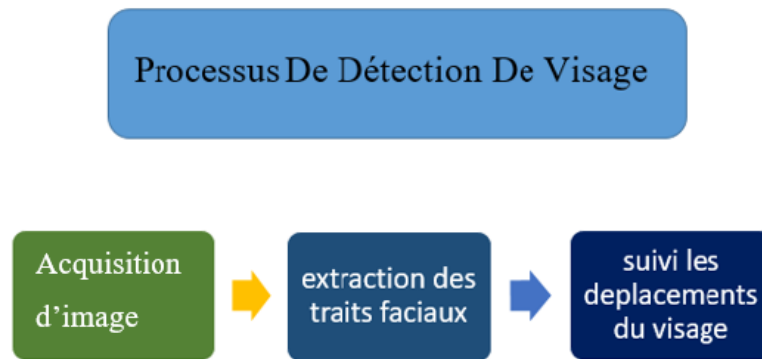 Processus De Détection De Visage
Acquisition
d’image
extraction des
traits faciaux
suivi les
deplacements
du visage